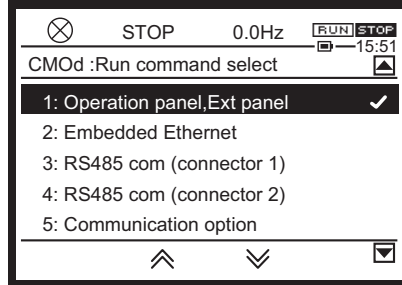 STOP 0.0Hz RUN STOP
15:51
CMOd :Run command select
1: Operation panel,Ext panel
2: Embedded Ethernet
3: RS485 com (connector 1)
4: RS485 com (connector 2)
5: Communication option